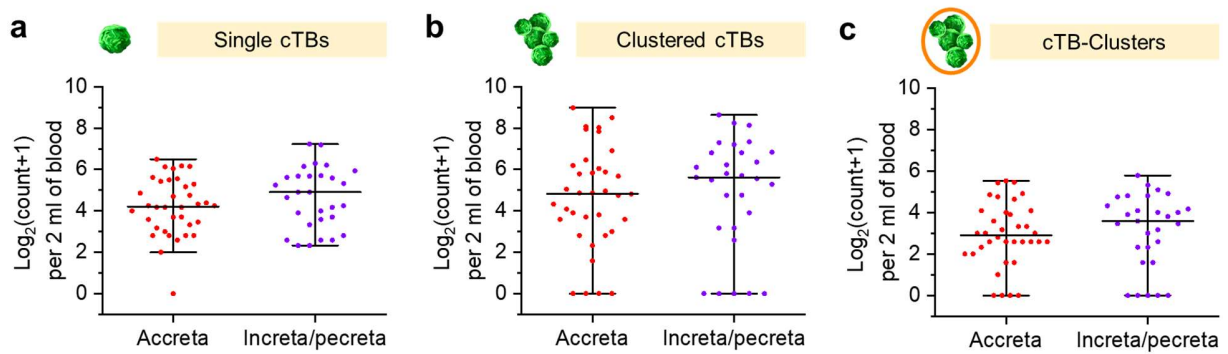 a
Single cTBs
Log₂(count+1)
per 2 ml of blood
10
8
6
4
2
0
Accreta
Increta/pecreta
b
Clustered cTBs
Log₂(count+1)
per 2 ml of blood
10
8
6
4
2
0
Accreta
Increta/pecreta
c
cTB-Clusters
Log₂(count+1)
per 2 ml of blood
10
8
6
4
2
0
Accreta
Increta/pecreta